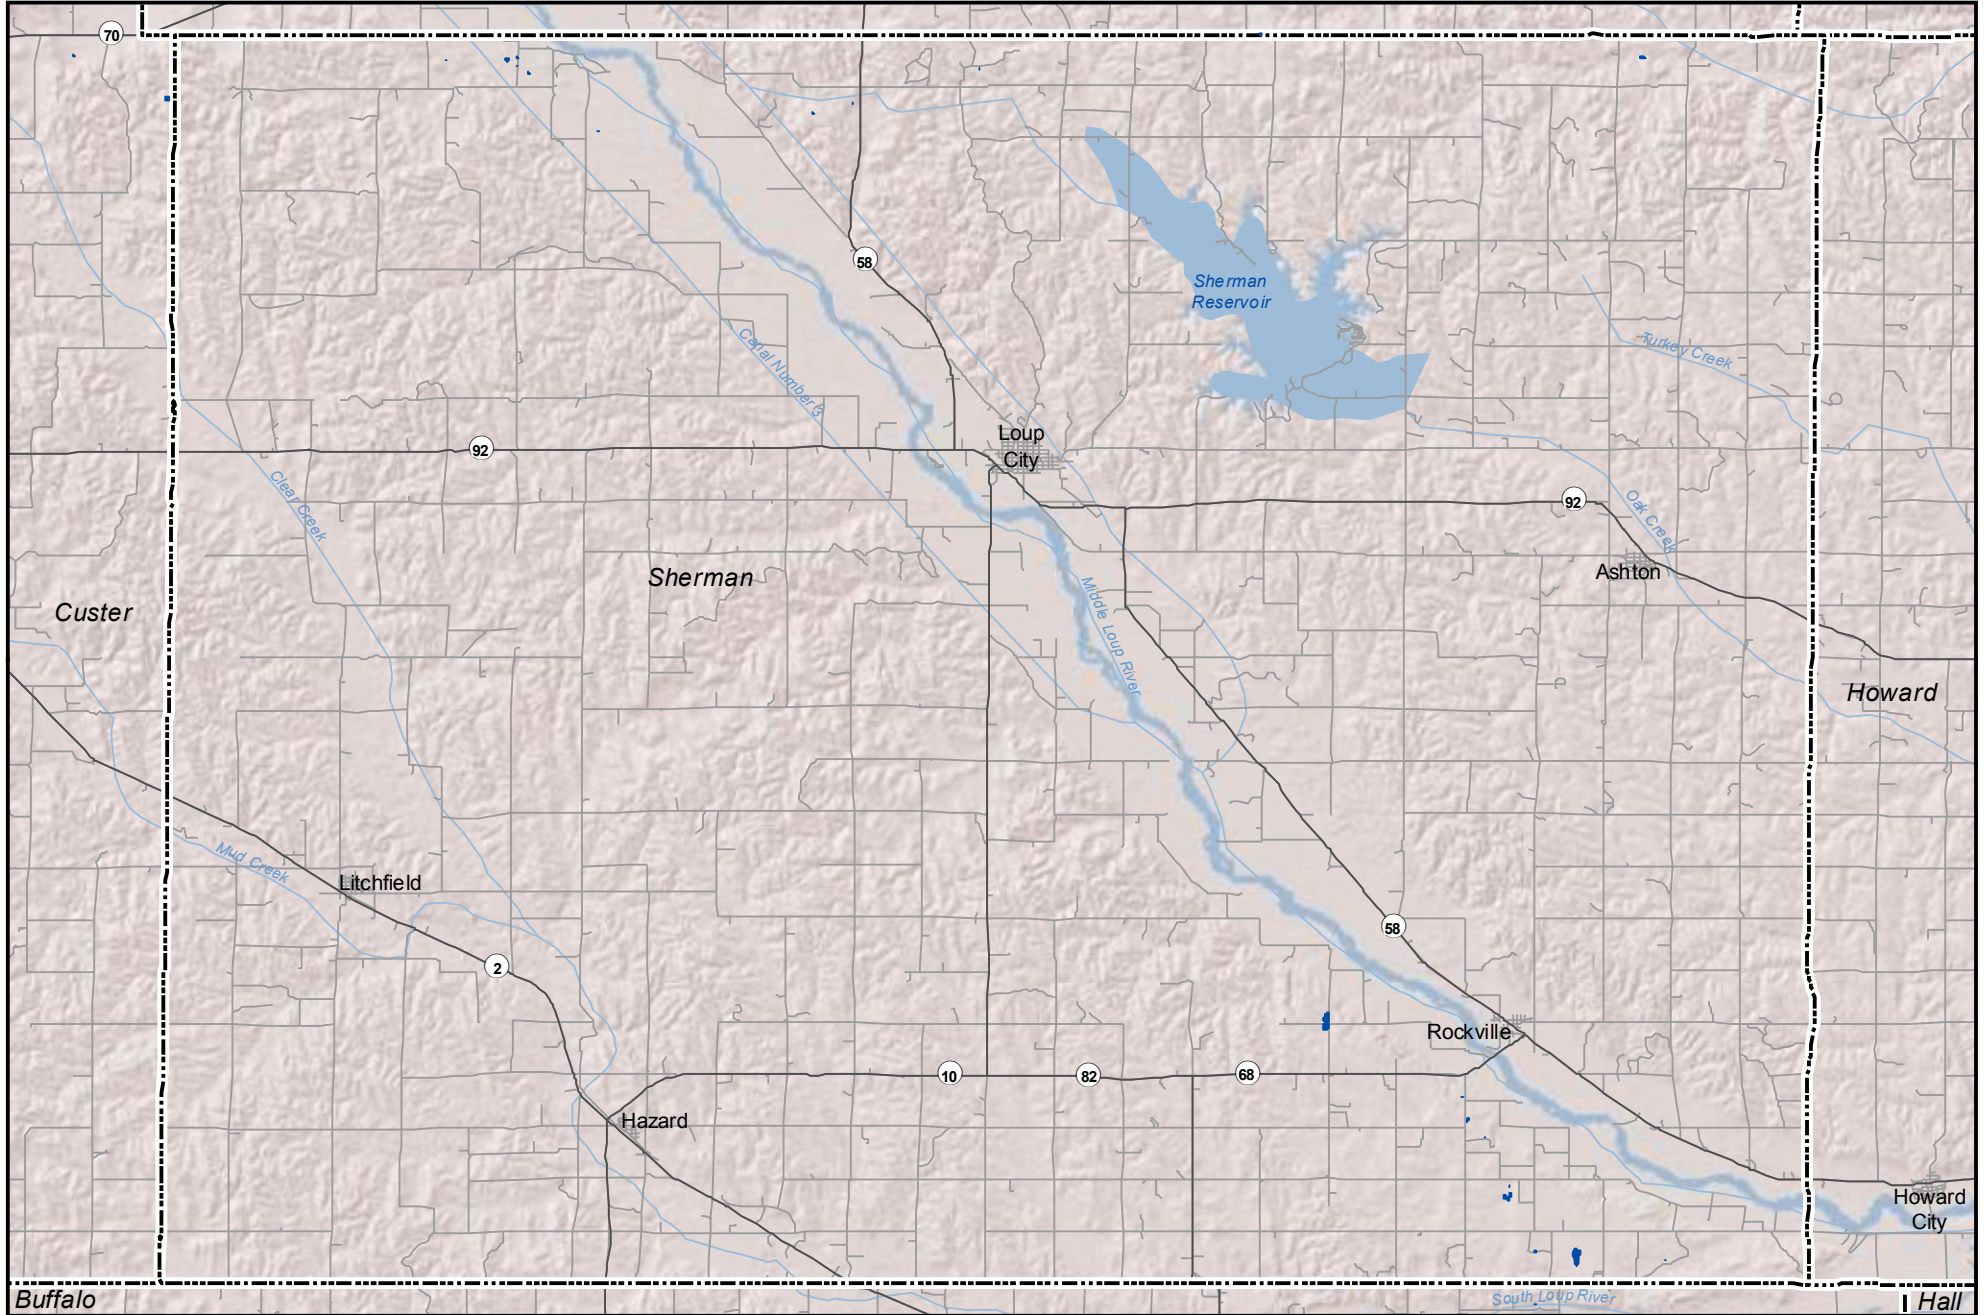 70
58
Sherman
Reservoir
Turkey Creek
Canal Number 3
Loup
City
92
Clear Creek
92
Oak Creek
Ashton
Sherman
Custer
Middle Loup River
Howard
Mud Creek
Litchfield
58
2
Rockville
10
82
68
Hazard
Howard
City
Buffalo
South Loup River
Hall